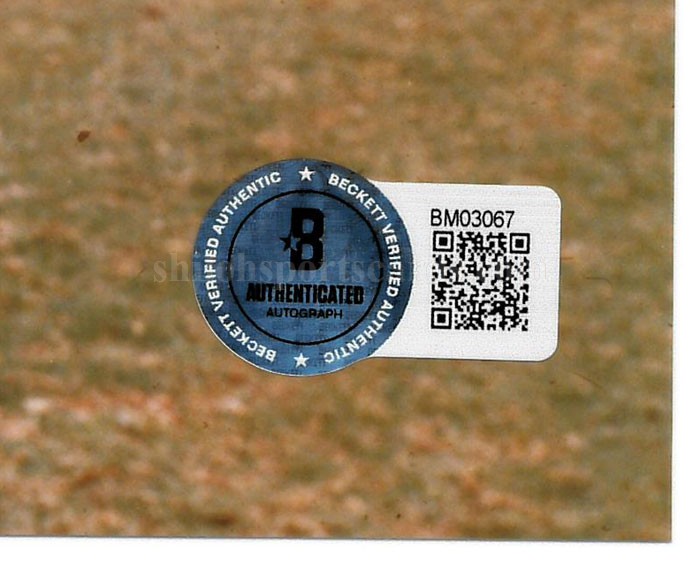 BECKETT VERIFIED AUTHENTIC ★ BECKETT VERIFIED AUTHENTIC ★
B
AUTHENTICATED
AUTOGRAPH
BM03067